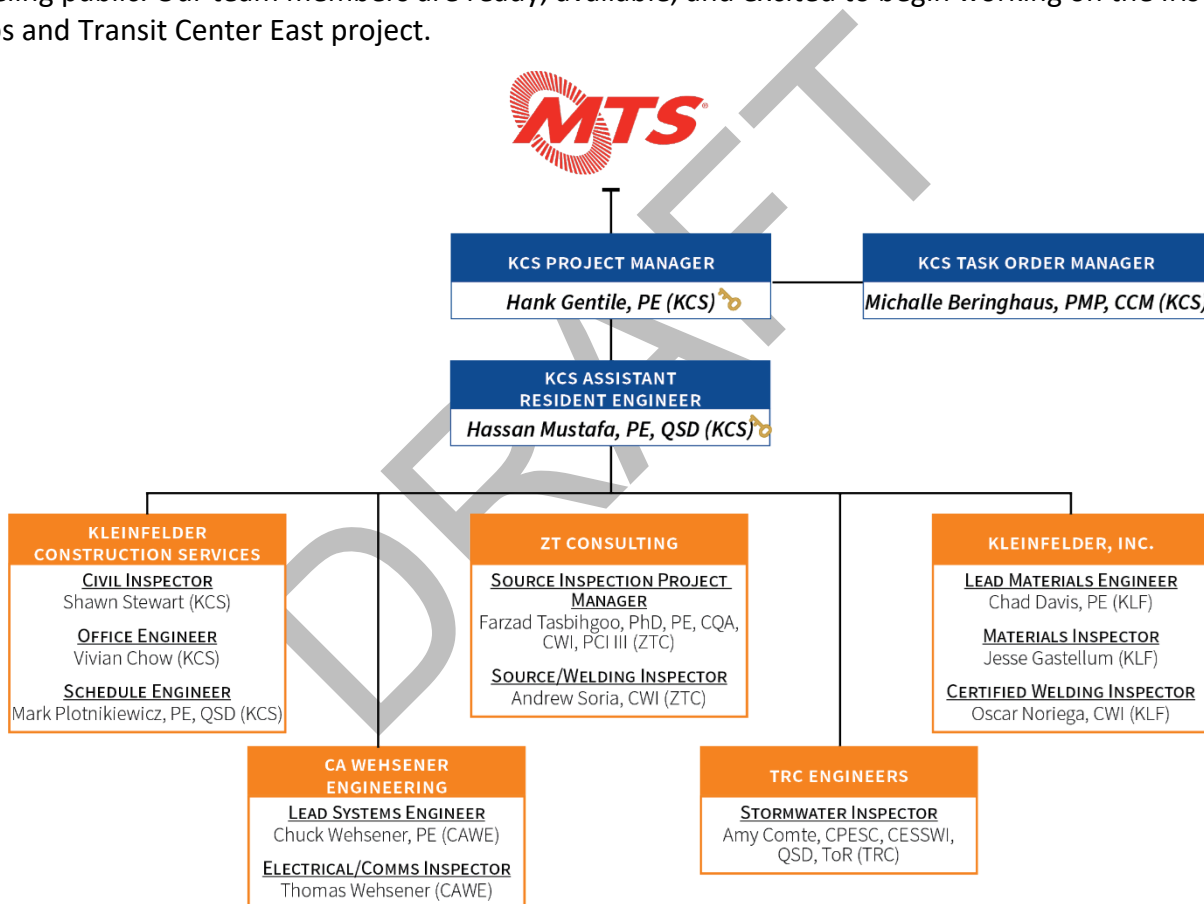 public. Our team members are ready, available, and excited to begin working on the
and Transit Center East project.
MTS
DRAFT
KCS PROJECT MANAGER
Hank Gentile, PE (KCS)
KCS TASK ORDER MANAGER
Michalle Beringhaus, PMP, CCM (KCS)
KCS ASSISTANT
RESIDENT ENGINEER
Hassan Mustafa, PE, QSD (KCS)
KLEINFELDER
CONSTRUCTION SERVICES
CIVIL INSPECTOR
Shawn Stewart (KCS)
OFFICE ENGINEER
Vivian Chow (KCS)
SCHEDULE ENGINEER
Mark Plotnikiewicz, PE, QSD (KCS)
CA WEHSENER
ENGINEERING
LEAD SYSTEMS ENGINEER
Chuck Wehsener, PE (CAWE)
ELECTRICAL/COMMS INSPECTOR
Thomas Wehsener (CAWE)
ZT CONSULTING
SOURCE INSPECTION PROJECT
MANAGER
Farzad Tasbihgoo, PhD, PE, CQA,
CWI, PCI III (ZTC)
SOURCE/WELDING INSPECTOR
Andrew Soria, CWI (ZTC)
TRC ENGINEERS
STORMWATER INSPECTOR
Amy Comte, CPESC, CESSWI,
QSD, ToR (TRC)
KLEINFELDER, INC.
LEAD MATERIALS ENGINEER
Chad Davis, PE (KLF)
MATERIALS INSPECTOR
Jesse Gastellum (KLF)
CERTIFIED WELDING INSPECTOR
Oscar Noriega, CWI (KLF)